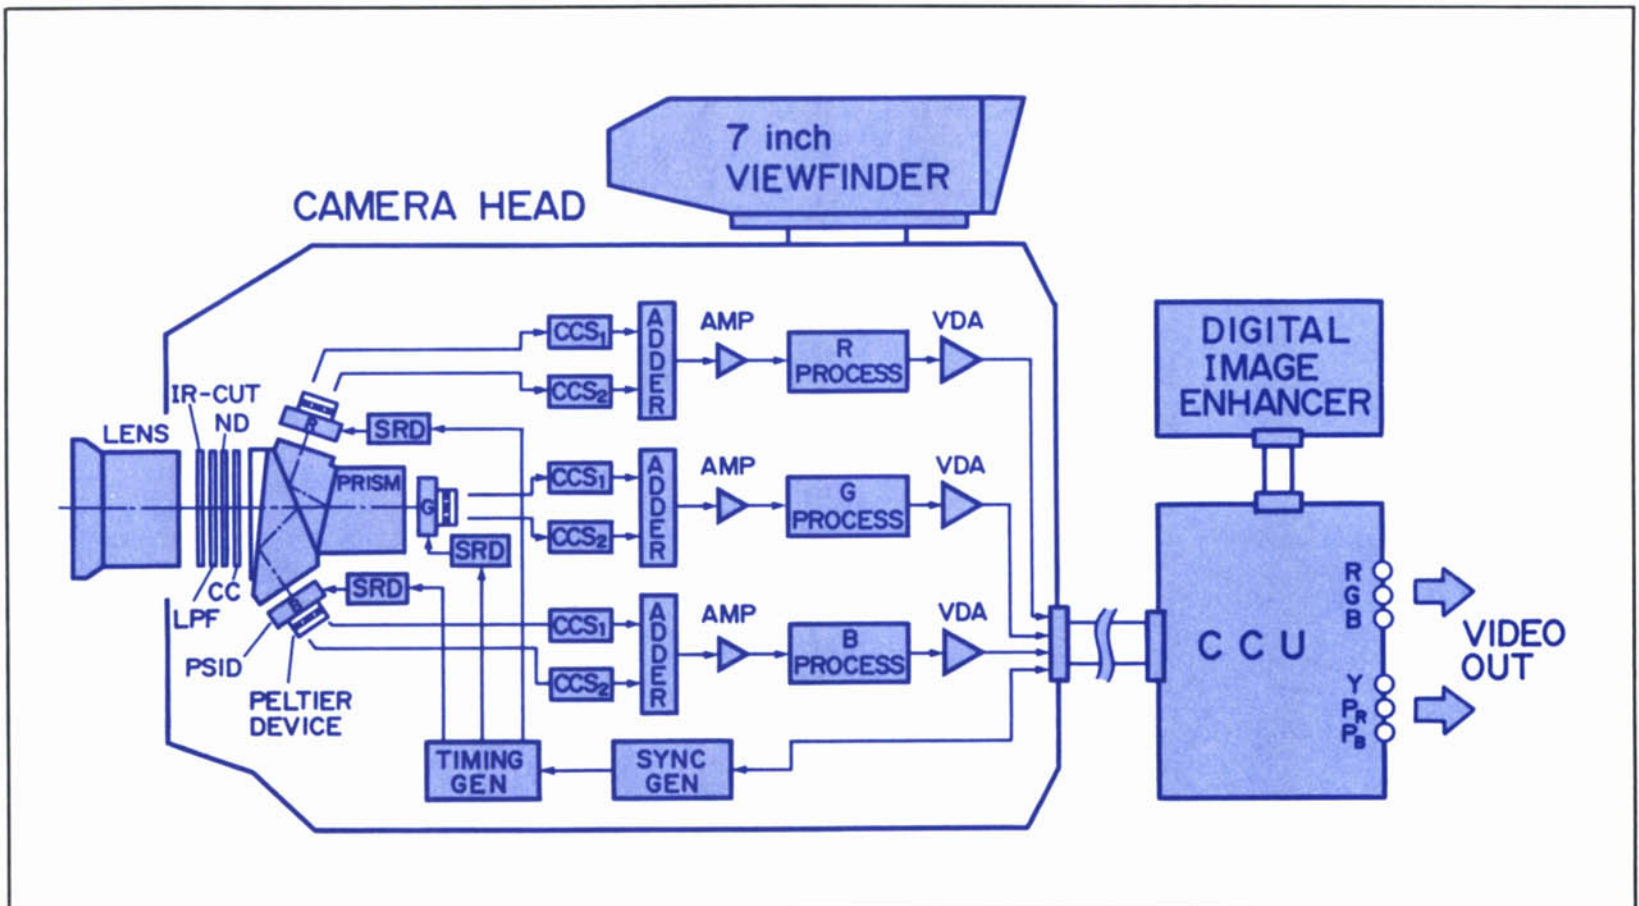 7 inch
VIEWFINDER
CAMERA HEAD
IR-CUT
ND
LENS
LPF
CC
PRISM
R
SRD
G
SRD
B
SRD
PSID
PELTIER
DEVICE
CCS1
CCS2
ADDER
AMP
R
PROCESS
VDA
CCS1
CCS2
ADDER
AMP
G
PROCESS
VDA
CCS1
CCS2
ADDER
AMP
B
PROCESS
VDA
TIMING
GEN
SYNC
GEN
DIGITAL
IMAGE
ENHANCER
CCU
R
G
B
Y
PR
PB
VIDEO
OUT